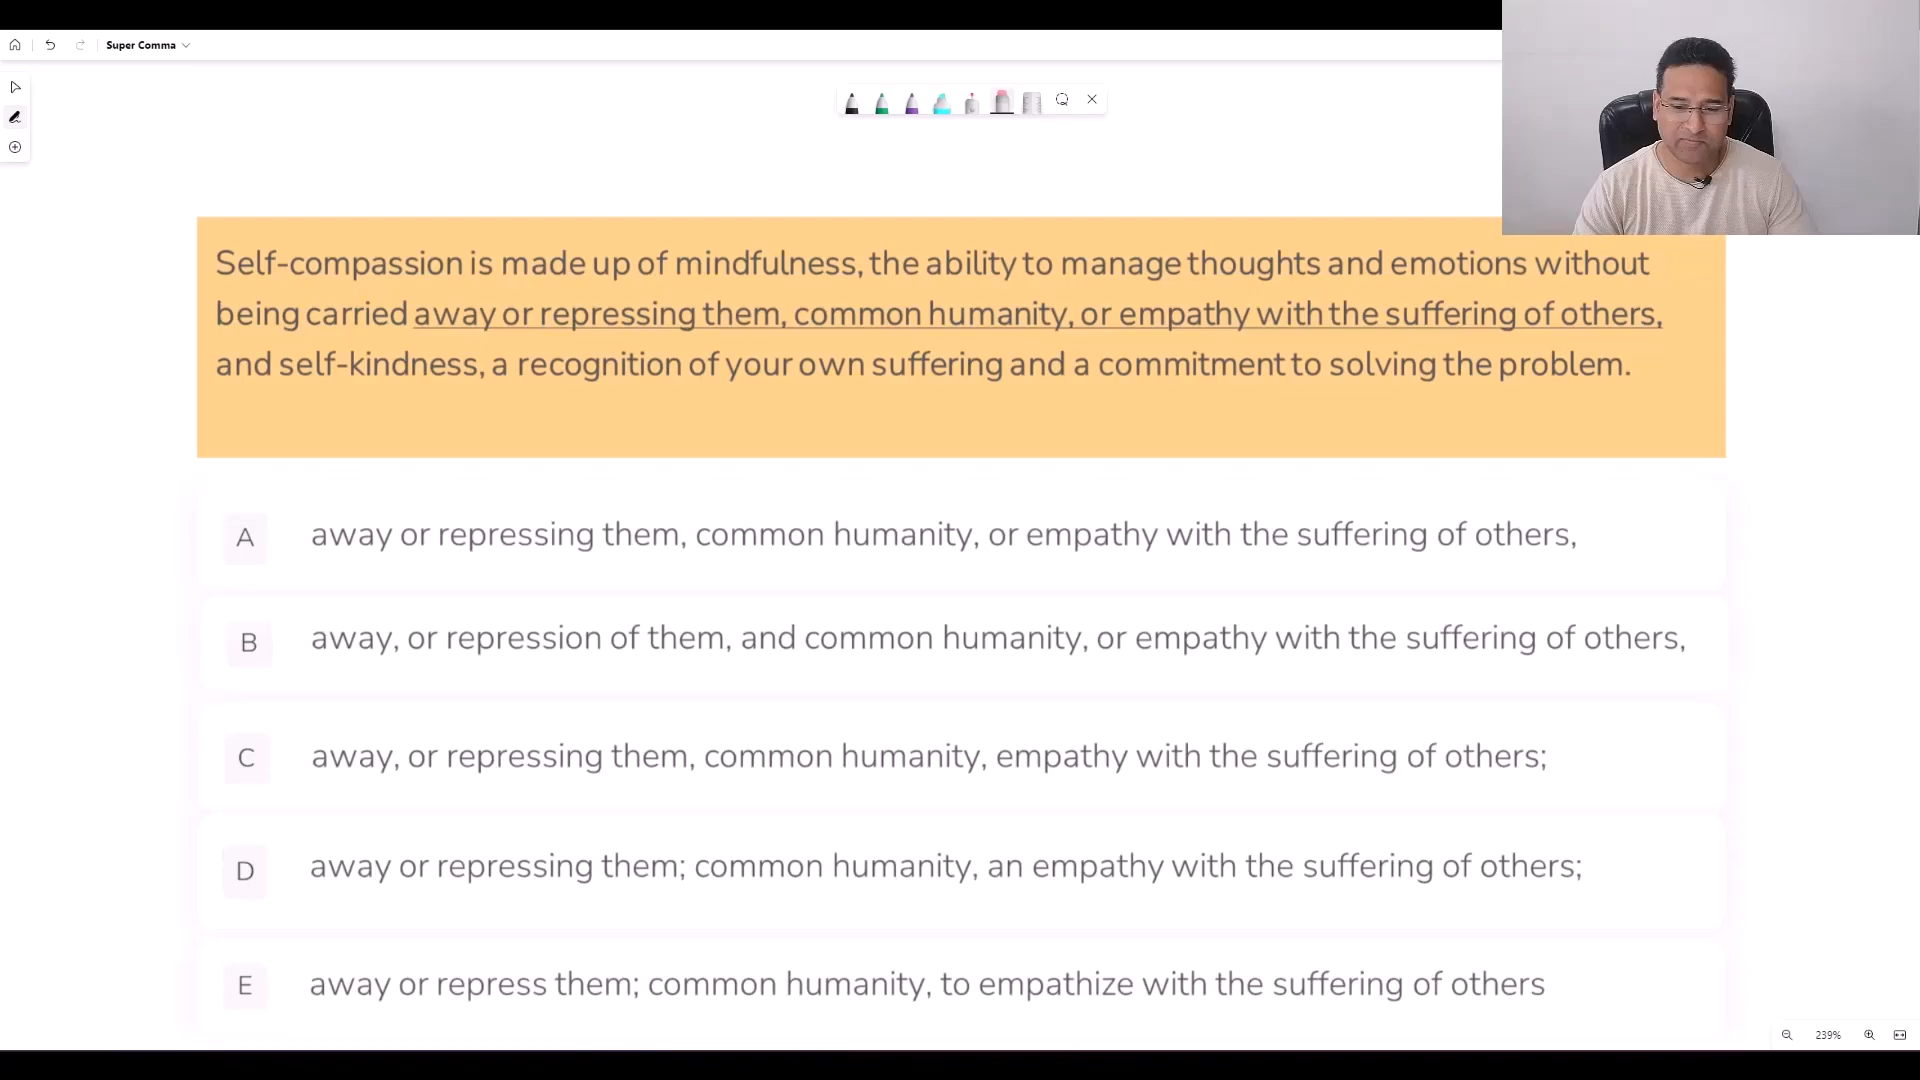 Super Comma
Self-compassion is made up of mindfulness, the ability to manage thoughts and emotions without
being carried away or repressing them, common humanity, or empathy with the suffering of others,
and self-kindness, a recognition of your own suffering and a commitment to solving the problem.
A away or repressing them, common humanity, or empathy with the suffering of others,
B away, or repression of them, and common humanity, or empathy with the suffering of others,
C away, or repressing them, common humanity, empathy with the suffering of others;
D away or repressing them; common humanity, an empathy with the suffering of others;
E away or repress them; common humanity, to empathize with the suffering of others
239%